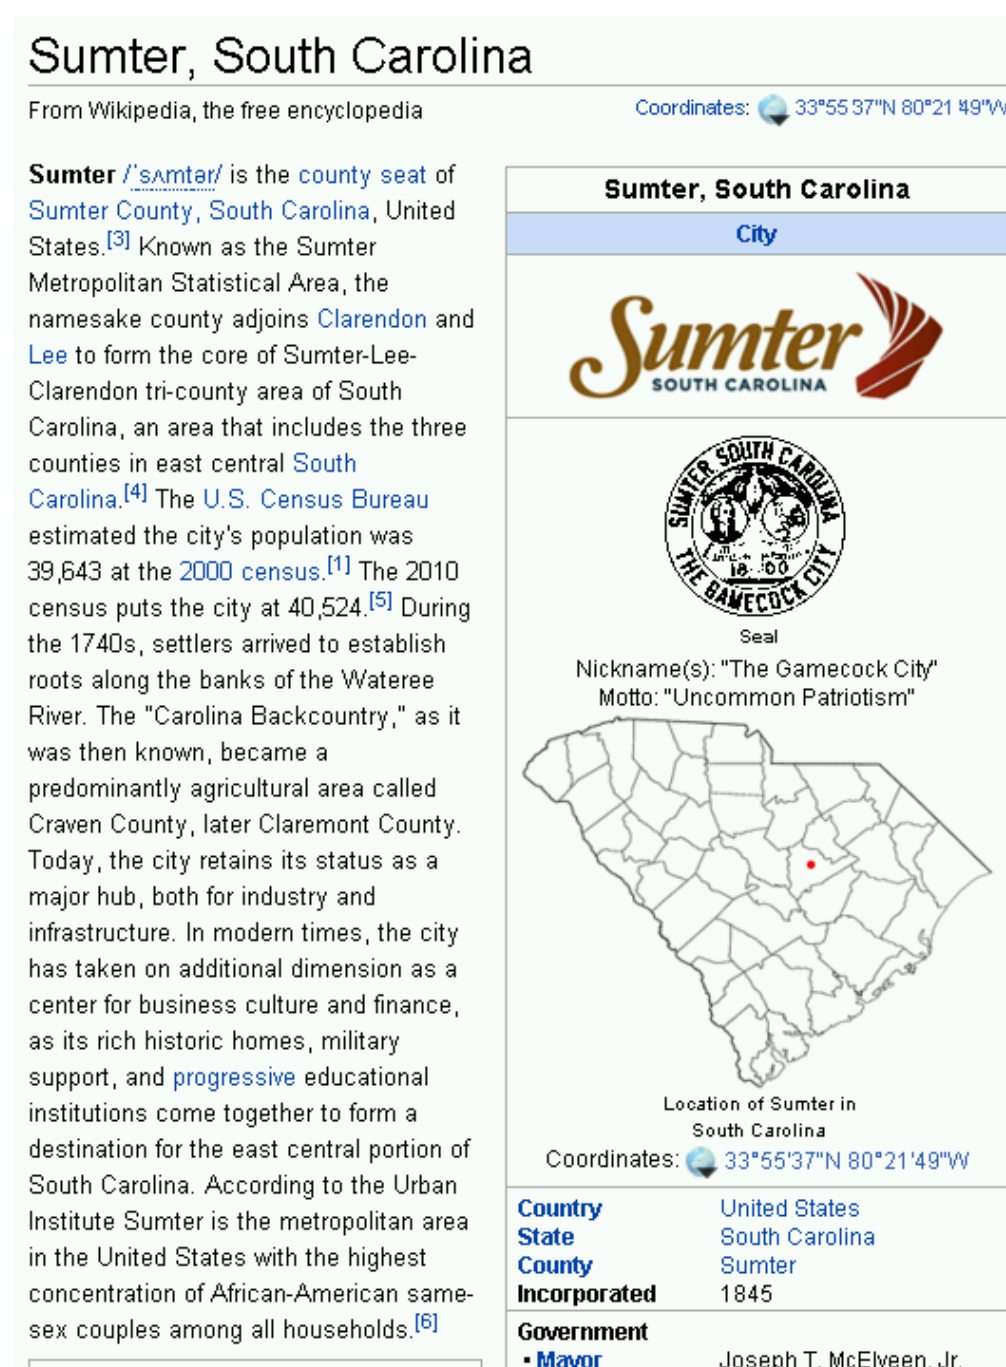 Sumter, South Carolina
From Wikipedia, the free encyclopedia
Coordinates: 33°55′37″N 80°21′49″W
Sumter /ˈsʌmtər/ is the county seat of
Sumter County, South Carolina, United
States.[3] Known as the Sumter
Metropolitan Statistical Area, the
namesake county adjoins Clarendon and
Lee to form the core of Sumter-Lee-
Clarendon tri-county area of South
Carolina, an area that includes the three
counties in east central South
Carolina.[4] The U.S. Census Bureau
estimated the city's population was
39,643 at the 2000 census.[1] The 2010
census puts the city at 40,524.[5] During
the 1740s, settlers arrived to establish
roots along the banks of the Wateree
River. The "Carolina Backcountry," as it
was then known, became a
predominantly agricultural area called
Craven County, later Claremont County.
Today, the city retains its status as a
major hub, both for industry and
infrastructure. In modern times, the city
has taken on additional dimension as a
center for business culture and finance,
as its rich historic homes, military
support, and progressive educational
institutions come together to form a
destination for the east central portion of
South Carolina. According to the Urban
Institute Sumter is the metropolitan area
in the United States with the highest
concentration of African-American same-
sex couples among all households.[6]
Sumter, South Carolina
City
Sumter
SOUTH CAROLINA
SUMTER SOUTH CAROLINA
THE GAMECOCK CITY
1800
Seal
Nickname(s): "The Gamecock City"
Motto: "Uncommon Patriotism"
Location of Sumter in
South Carolina
Coordinates: 33°55′37″N 80°21′49″W
Country United States
State South Carolina
County Sumter
Incorporated 1845
Government
• Mayor Joseph T. McElveen, Jr.